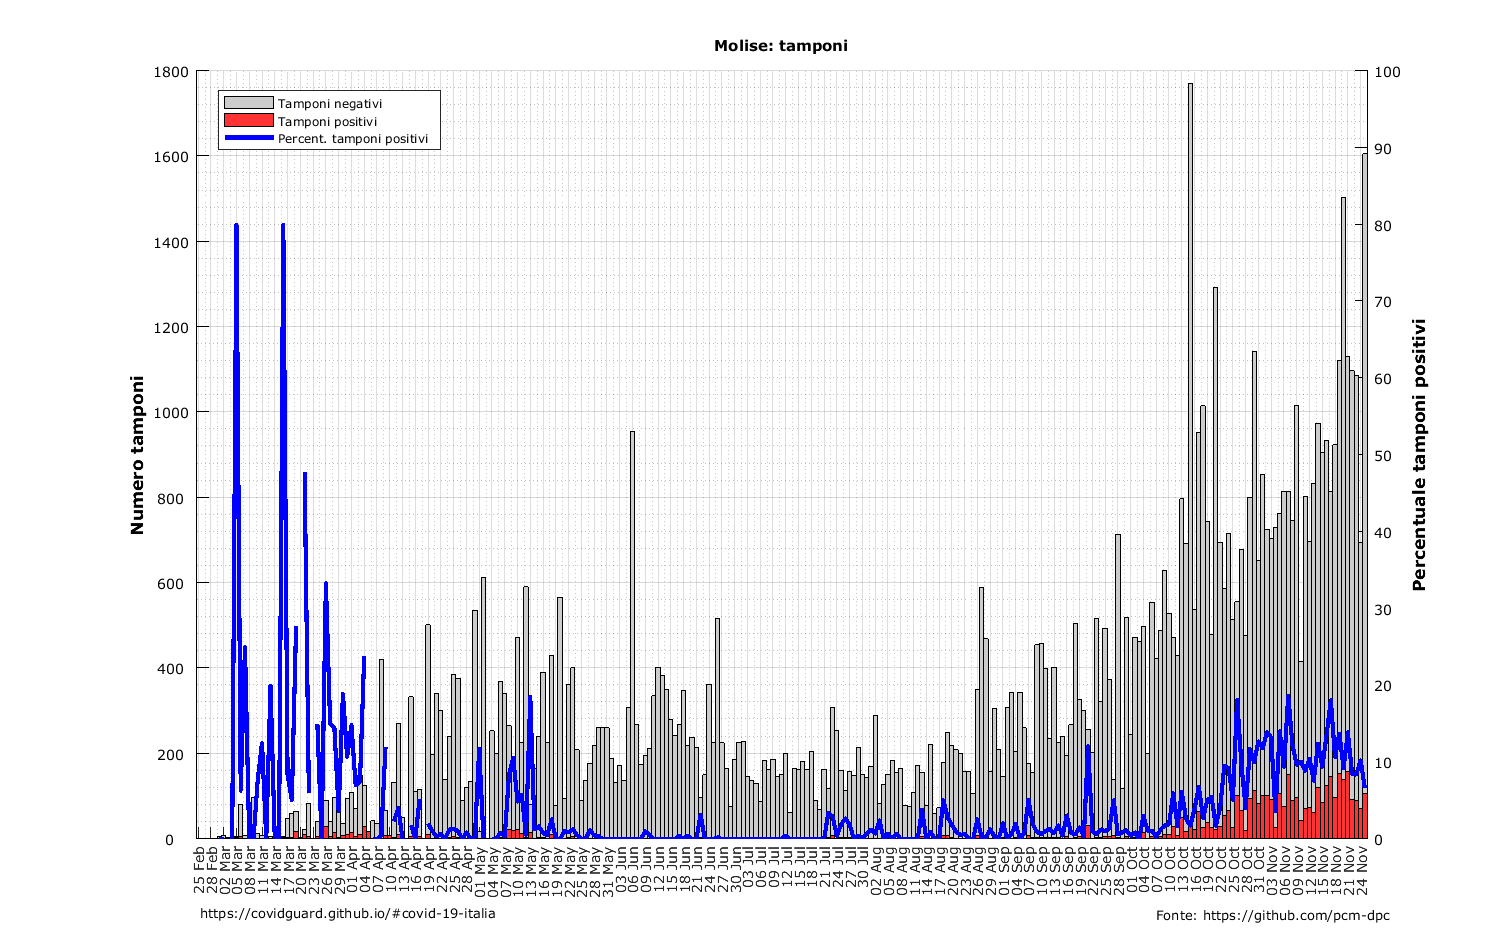 Molise: tamponi
Tamponi negativi
Tamponi positivi
Percent. tamponi positivi
Numero tamponi
1800
1600
1400
1200
1000
800
600
400
200
0
Percentuale tamponi positivi
100
90
80
70
60
50
40
30
20
10
0
25 Feb
28 Feb
02 Mar
05 Mar
08 Mar
11 Mar
14 Mar
17 Mar
20 Mar
23 Mar
26 Mar
29 Mar
01 Apr
04 Apr
07 Apr
10 Apr
13 Apr
16 Apr
19 Apr
22 Apr
25 Apr
28 Apr
01 May
04 May
07 May
10 May
13 May
16 May
19 May
22 May
25 May
28 May
31 May
03 Jun
06 Jun
09 Jun
12 Jun
15 Jun
18 Jun
21 Jun
24 Jun
27 Jun
30 Jun
03 Jul
06 Jul
09 Jul
12 Jul
15 Jul
18 Jul
21 Jul
24 Jul
27 Jul
30 Jul
02 Aug
05 Aug
08 Aug
11 Aug
14 Aug
17 Aug
20 Aug
23 Aug
26 Aug
29 Aug
01 Sep
04 Sep
07 Sep
10 Sep
13 Sep
16 Sep
19 Sep
22 Sep
25 Sep
28 Sep
01 Oct
04 Oct
07 Oct
10 Oct
13 Oct
16 Oct
19 Oct
22 Oct
25 Oct
28 Oct
31 Oct
03 Nov
06 Nov
09 Nov
12 Nov
15 Nov
18 Nov
21 Nov
24 Nov
https://covidguard.github.io/#covid-19-italia
Fonte: https://github.com/pcm-dpc